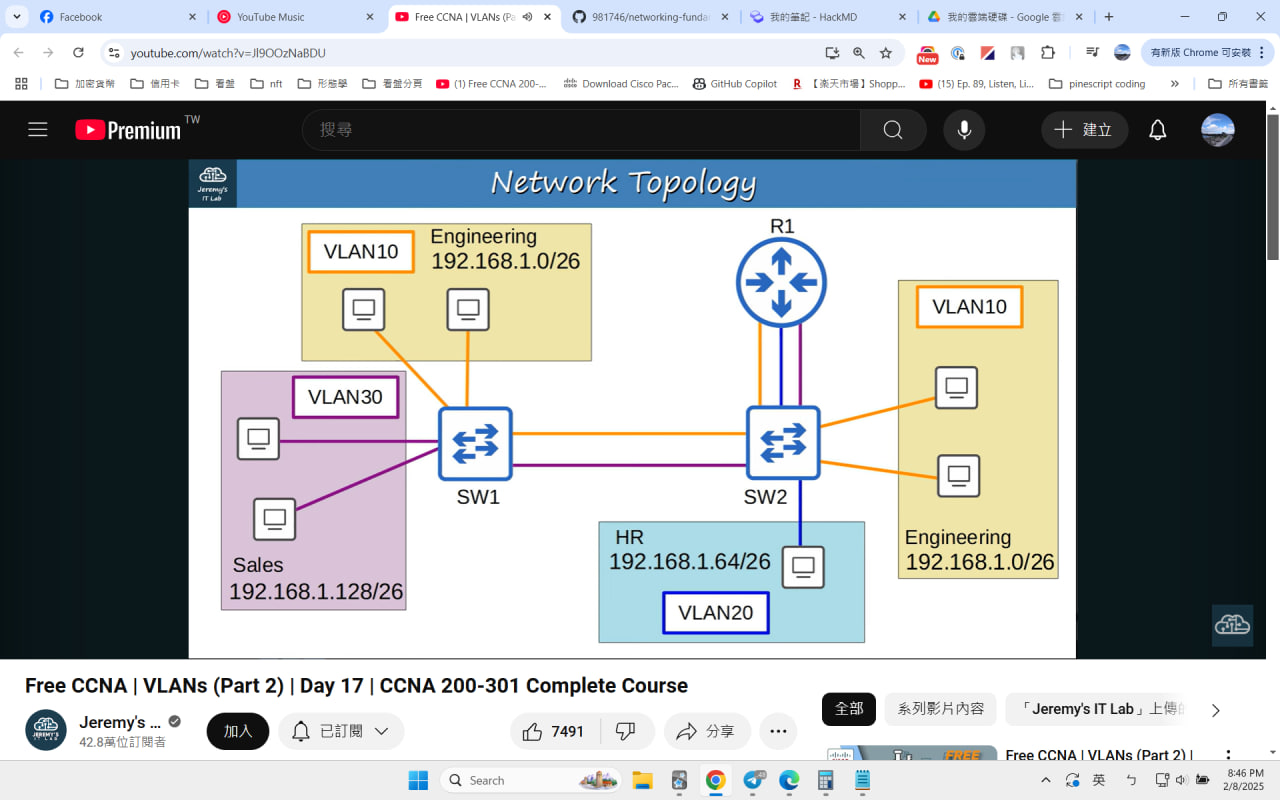 Facebook
YouTube Music
Free CCNA | VLANs (Pa
981746/networking-funda
我的筆記 - HackMD
我的雲端硬碟 - Google 雲
youtube.com/watch?v=Jl9OOzNaBDU
New
有新版 Chrome 可安裝
加密貨幣
信用卡
看盤
nft
形態學
看盤分頁
(1) Free CCNA 200-...
Download Cisco Pac...
GitHub Copilot
【楽天市場】Shopp...
(15) Ep. 89, Listen, Li...
pinescript coding
所有書籤
Premium
TW
搜尋
建立
Jeremy's
IT Lab
Network Topology
VLAN10
Engineering
192.168.1.0/26
R1
VLAN10
VLAN30
SW1
SW2
Sales
192.168.1.128/26
HR
192.168.1.64/26
VLAN20
Engineering
192.168.1.0/26
Free CCNA | VLANs (Part 2) | Day 17 | CCNA 200-301 Complete Course
Jeremy's ...
42.8萬位訂閱者
加入
已訂閱
7491
分享
全部
系列影片內容
「Jeremy's IT Lab」上傳的
FREE
Free CCNA | VLANs (Part 2) |
Search
45
英
8:46 PM
2/8/2025